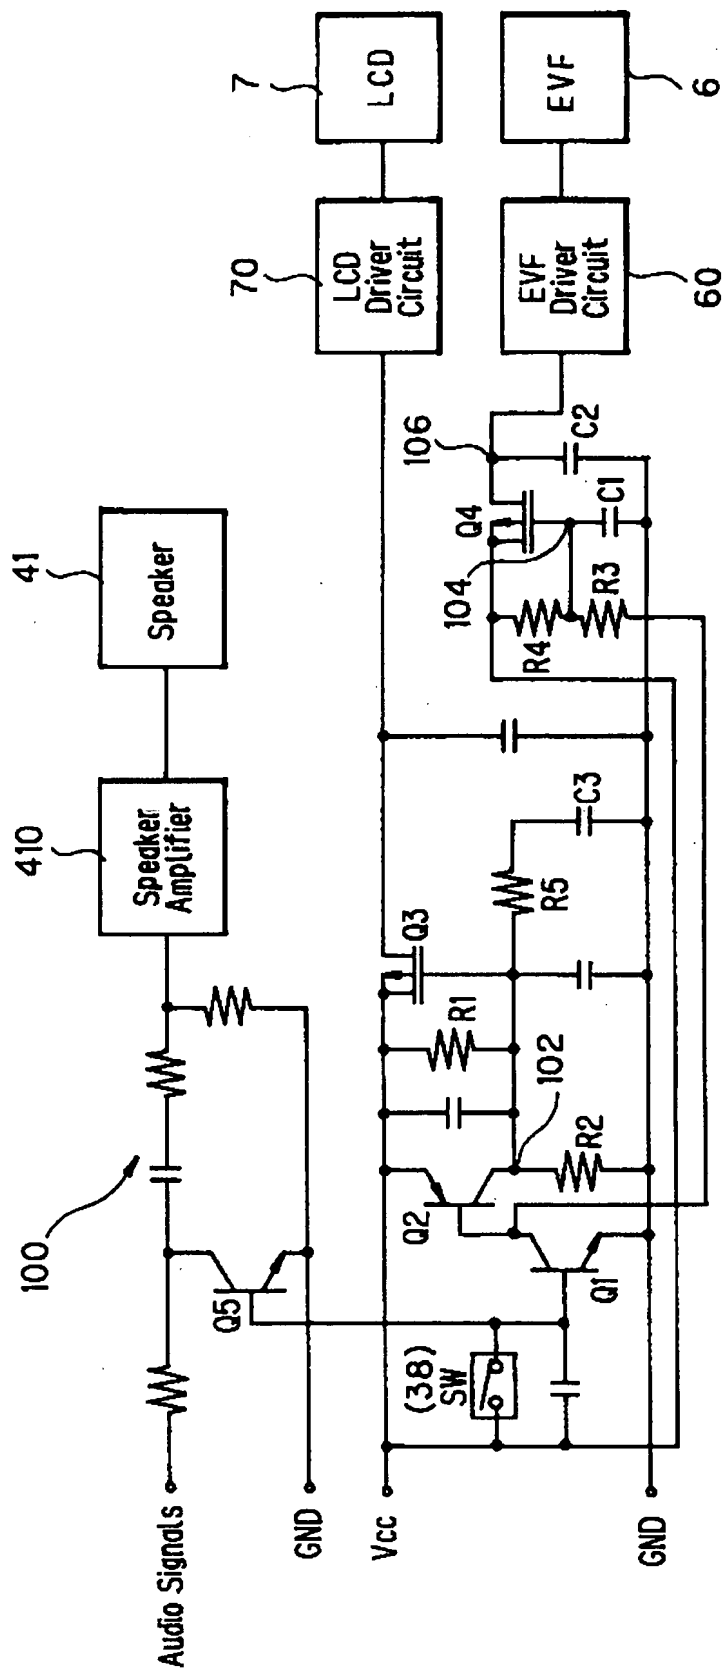 41
Speaker
7
LCD
410
Speaker
Amplifier
70
LCD
Driver
Circuit
6
EVF
60
EVF
Driver
Circuit
106
C2
C1
Q4
104
R3
R4
C3
R5
Q3
R1
102
R2
Q2
Q1
100
Q5
(38)
SW
Audio Signals
GND
Vcc
GND